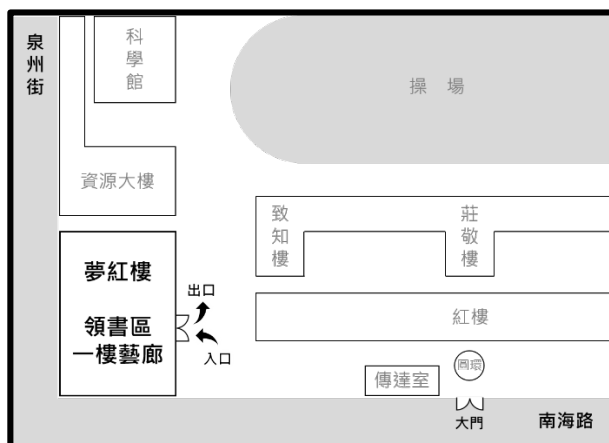 泉州街
科學館
操場
資源大樓
致知樓
莊敬樓
夢紅樓
領書區
一樓藝廊
出口
入口
紅樓
圓環
傳達室
大門
南海路